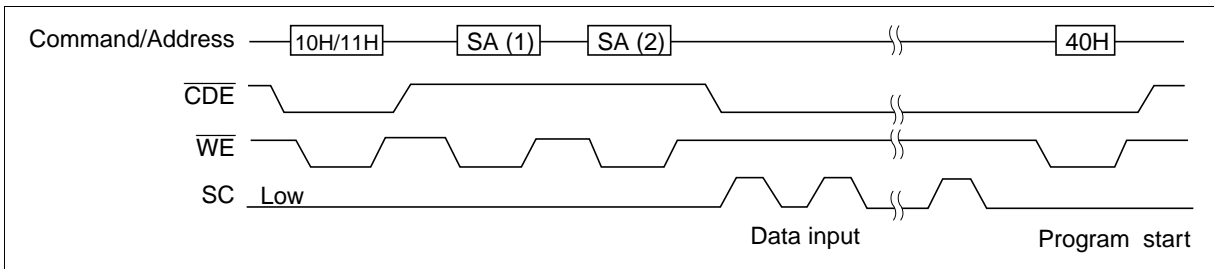 Command/Address 10H/11H SA (1) SA (2) 40H
CDE
WE
SC Low
Data input Program start